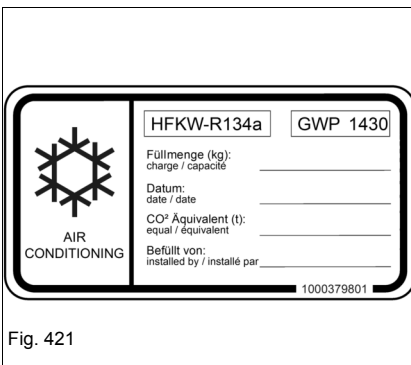 HFKW-R134a
GWP 1430
Füllmenge (kg):
charge / capacité
Datum:
date / date
CO² Äquivalent (t):
equal / équivalent
Befüllt von:
installed by / installé par
AIR
CONDITIONING
1000379801
Fig. 421